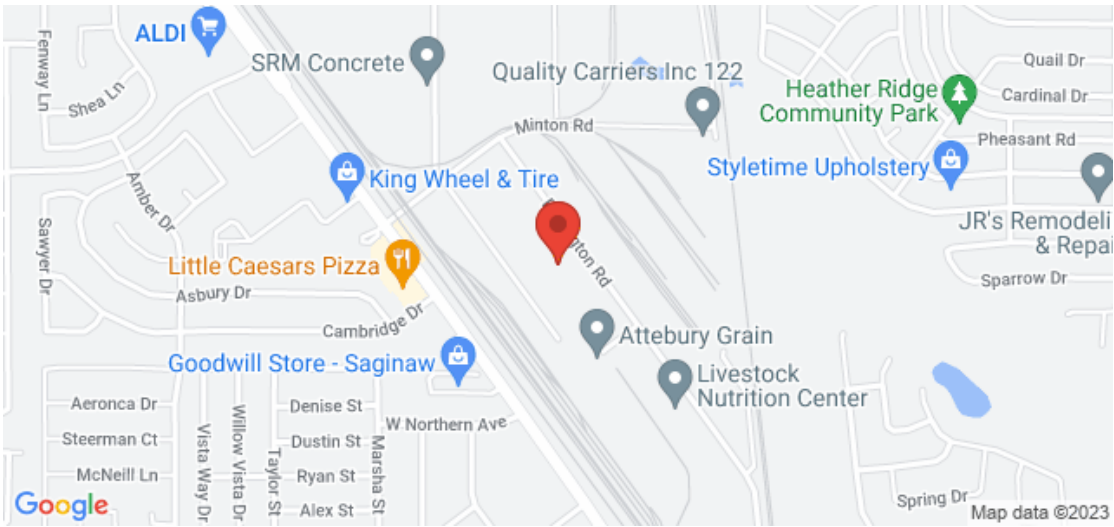 ALDI
Fenway Ln
Shea Ln
SRM Concrete
Quality Carriers Inc 122
Minton Rd
Heather Ridge
Community Park
Quail Dr
Cardinal Dr
Pheasant Rd
Styletime Upholstery
King Wheel & Tire
Amber Dr
Sawyer Dr
JR's Remodeli
& Repai
Sparrow Dr
gton Rd
Little Caesars Pizza
Asbury Dr
Cambridge Dr
Attebury Grain
Goodwill Store - Saginaw
Livestock
Nutrition Center
Aeronca Dr
Steerman Ct
McNeill Ln
Vista Way Dr
Willow Vista Dr
Taylor St
Denise St
Dustin St
Ryan St
Alex St
Marsha St
W Northern Ave
Spring Dr
Google
Map data ©2023